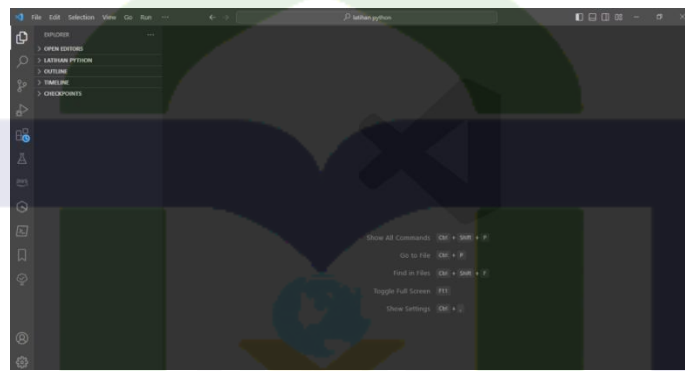 File Edit Selection View Go Run ··· latihan python
EXPLORER ···
> OPEN EDITORS
> LATIHAN PYTHON
> OUTLINE
> TIMELINE
> CHECKPOINTS
aws
Show All Commands Ctrl + Shift + P
Go to File Ctrl + P
Find in Files Ctrl + Shift + F
Toggle Full Screen F11
Show Settings Ctrl + ,